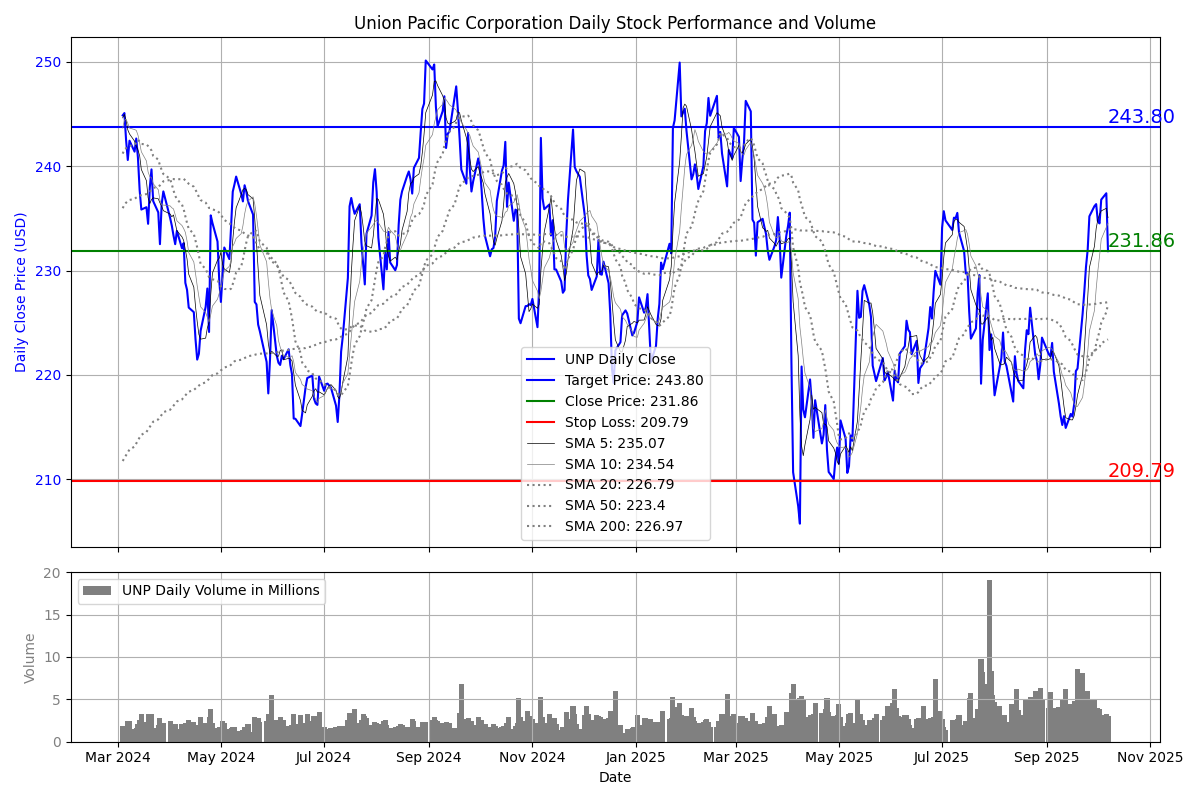 Union Pacific Corporation Daily Stock Performance and Volume
Daily Close Price (USD)
250
240
230
220
210
243.80
231.86
209.79
UNP Daily Close
Target Price: 243.80
Close Price: 231.86
Stop Loss: 209.79
SMA 5: 235.07
SMA 10: 234.54
SMA 20: 226.79
SMA 50: 223.4
SMA 200: 226.97
Volume
20
15
10
5
0
UNP Daily Volume in Millions
Mar 2024 May 2024 Jul 2024 Sep 2024 Nov 2024 Jan 2025 Mar 2025 May 2025 Jul 2025 Sep 2025 Nov 2025
Date